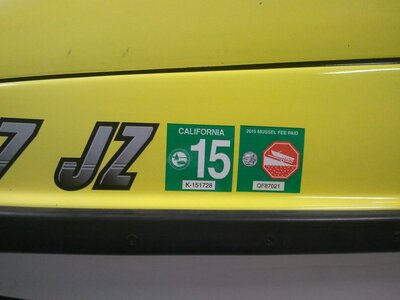 7 JZ
CALIFORNIA
15
K-151728
2015 MUSSEL FEE PAID
QF87021